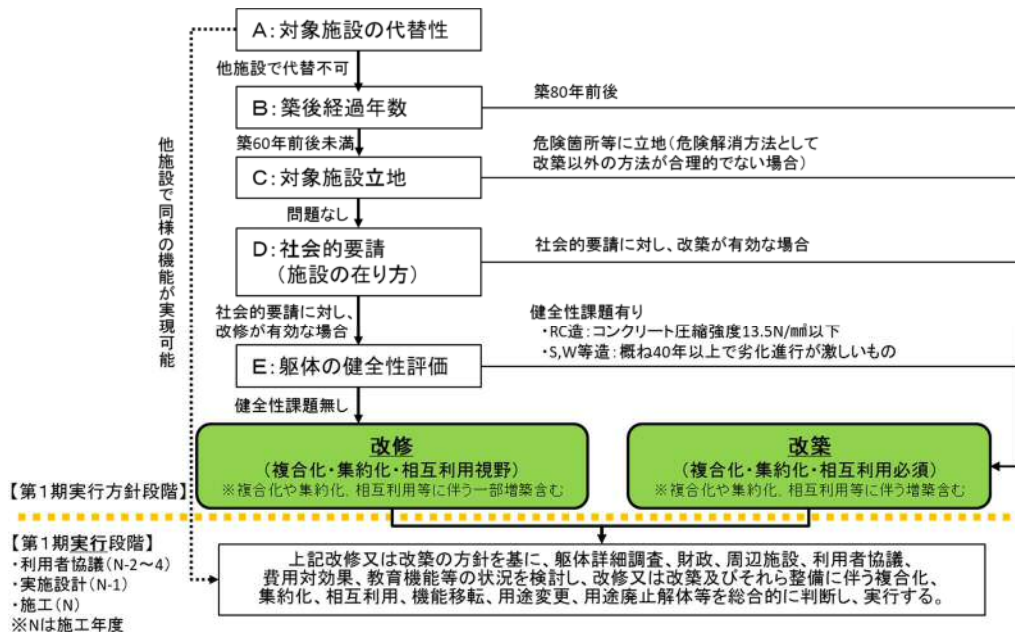 A:対象施設の代替性
他施設で代替不可
B:築後経過年数
築80年前後
築60年前後未満
危険箇所等に立地(危険解消方法として
改築以外の方法が合理的でない場合)
C:対象施設立地
問題なし
D:社会的要請
(施設の在り方)
社会的要請に対し、改築が有効な場合
社会的要請に対し、
改修が有効な場合
健全性課題有り
・RC造:コンクリート圧縮強度13.5N/㎟以下
・S,W等造:概ね40年以上で劣化進行が激しいもの
E:躯体の健全性評価
健全性課題無し
他施設で同様の機能が実現可能
改修
(複合化・集約化・相互利用視野)
※複合化や集約化、相互利用等に伴う一部増築含む
改築
(複合化・集約化・相互利用必須)
※複合化や集約化、相互利用等に伴う増築含む
【第1期実行方針段階】
【第1期実行段階】
・利用者協議(N-2~4)
・実施設計(N-1)
・施工(N)
※Nは施工年度
上記改修又は改築の方針を基に、躯体詳細調査、財政、周辺施設、利用者協議、
費用対効果、教育機能等の状況を検討し、改修又は改築及びそれら整備に伴う複合化、
集約化、相互利用、機能移転、用途変更、用途廃止解体等を総合的に判断し、実行する。